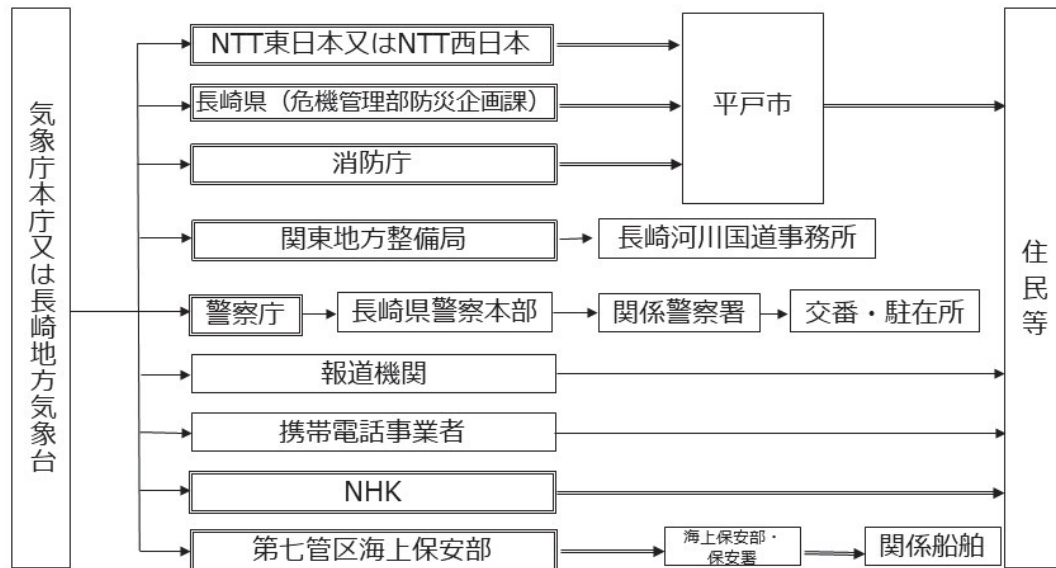 気象庁本庁又は長崎地方気象台
NTT東日本又はNTT西日本
長崎県（危機管理部防災企画課）
消防庁
平戸市
関東地方整備局
長崎河川国道事務所
警察庁
長崎県警察本部
関係警察署
交番・駐在所
報道機関
携帯電話事業者
NHK
第七管区海上保安部
海上保安部・
保安署
関係船舶
住民等